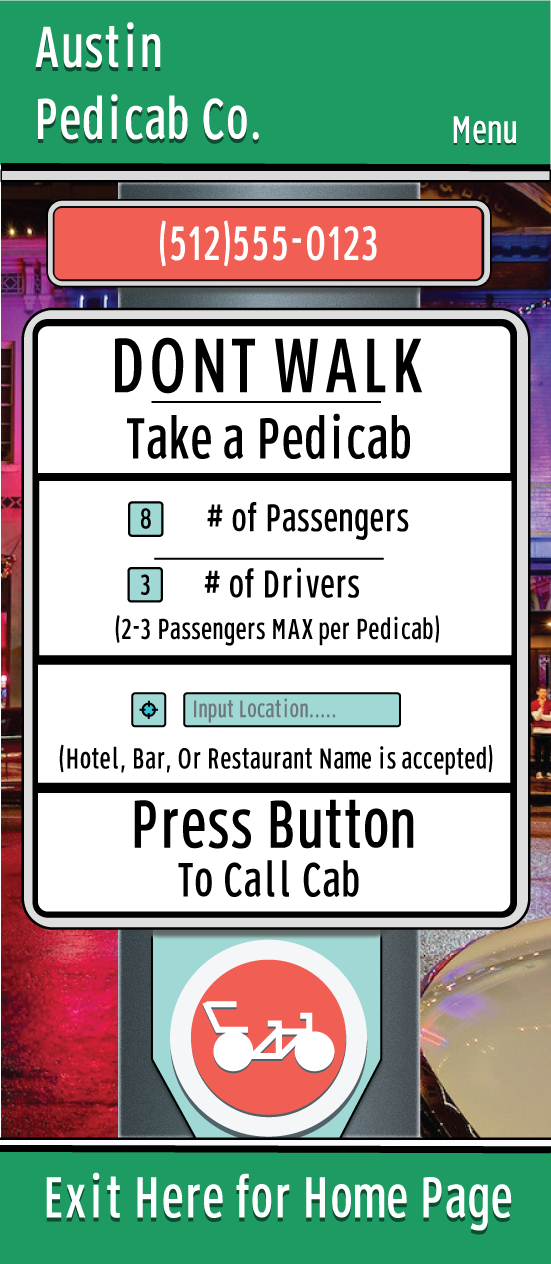 Austin
Pedicab Co.
Menu
(512)555-0123
DONT WALK
Take a Pedicab
8 # of Passengers
3 # of Drivers
(2-3 Passengers MAX per Pedicab)
Input Location.....
(Hotel, Bar, Or Restaurant Name is accepted)
Press Button
To Call Cab
Exit Here for Home Page